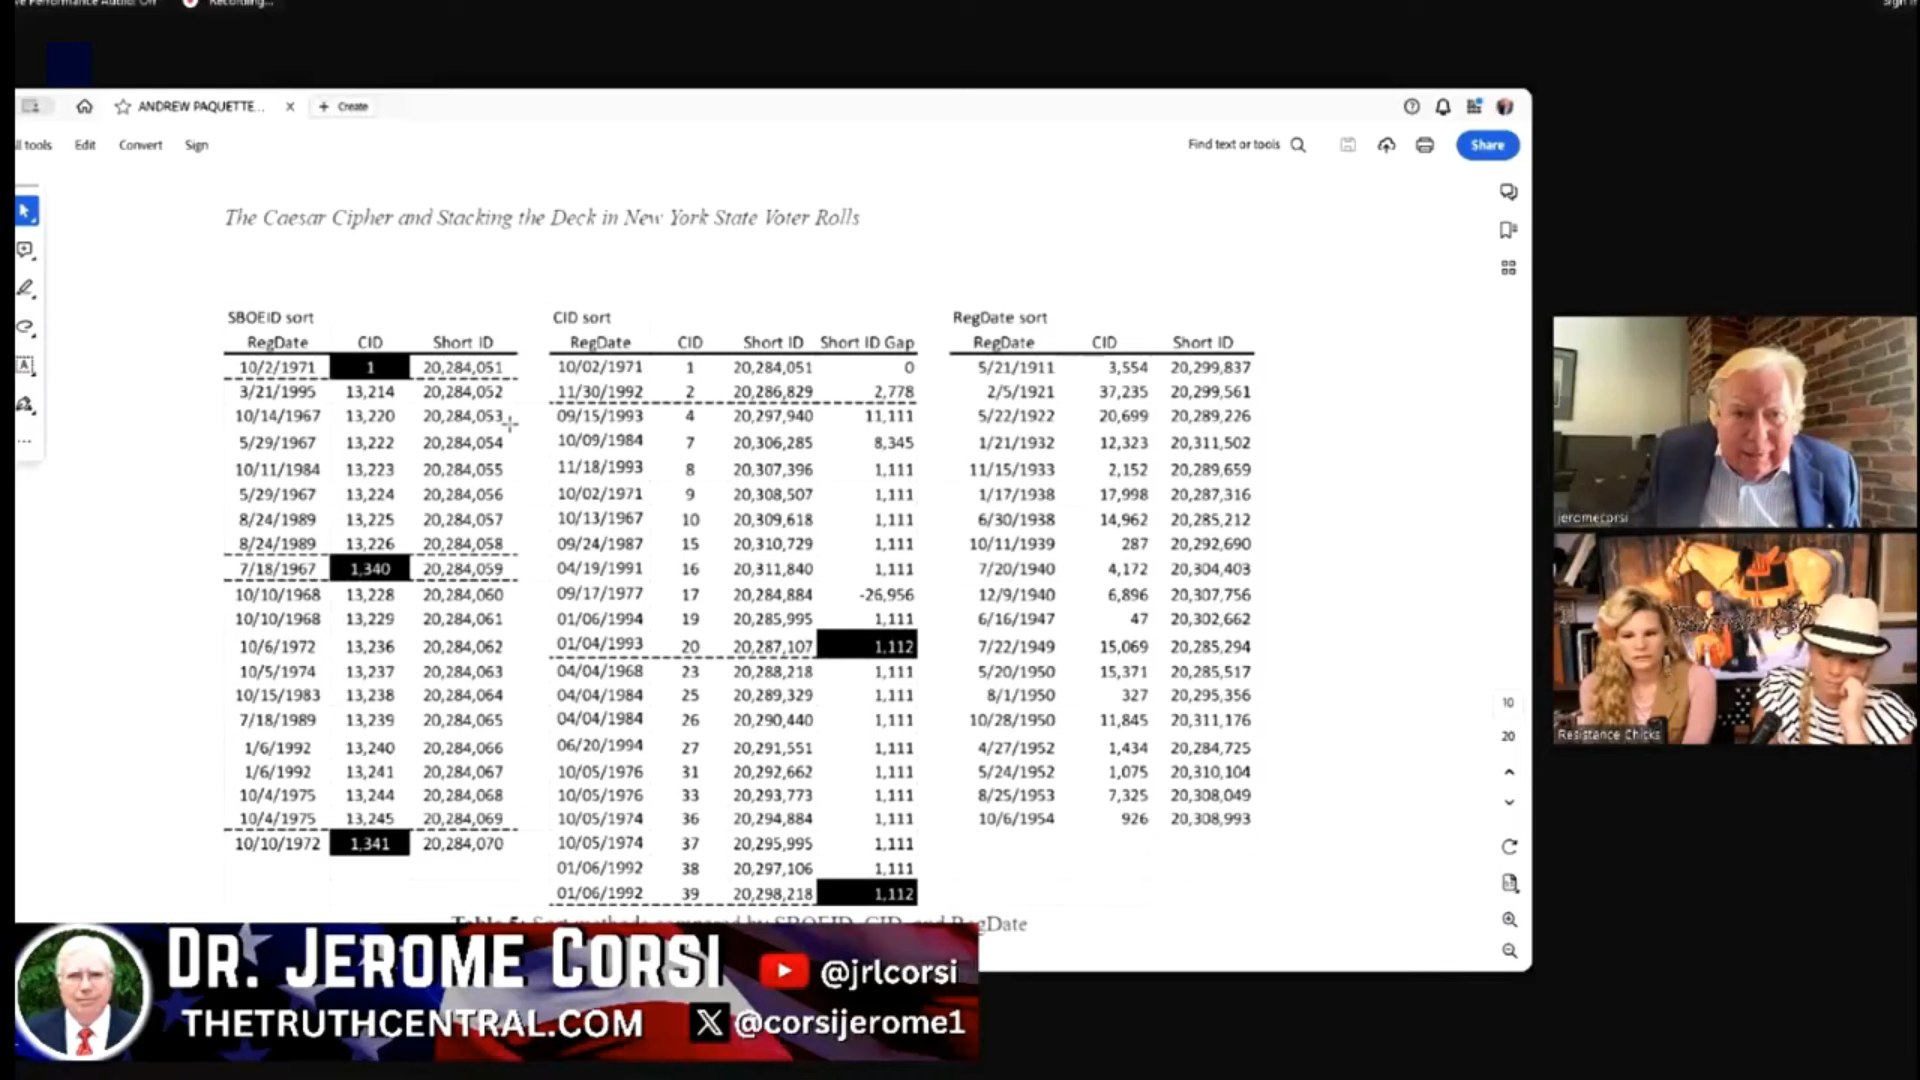 Recording...
Sign in
ANDREW PAQUETTE...
+ Create
ll tools
Edit
Convert
Sign
Find text or tools
Share
The Caesar Cipher and Stacking the Deck in New York State Voter Rolls
SBOEID sort
RegDate CID Short ID
10/2/1971 1 20,284,051
3/21/1995 13,214 20,284,052
10/14/1967 13,220 20,284,053
5/29/1967 13,222 20,284,054
10/11/1984 13,223 20,284,055
5/29/1967 13,224 20,284,056
8/24/1989 13,225 20,284,057
8/24/1989 13,226 20,284,058
7/18/1967 1,340 20,284,059
10/10/1968 13,228 20,284,060
10/10/1968 13,229 20,284,061
10/6/1972 13,236 20,284,062
10/5/1974 13,237 20,284,063
10/15/1983 13,238 20,284,064
7/18/1989 13,239 20,284,065
1/6/1992 13,240 20,284,066
1/6/1992 13,241 20,284,067
10/4/1975 13,244 20,284,068
10/4/1975 13,245 20,284,069
10/10/1972 1,341 20,284,070
CID sort
RegDate CID Short ID Short ID Gap
10/02/1971 1 20,284,051 0
11/30/1992 2 20,286,829 2,778
09/15/1993 4 20,297,940 11,111
10/09/1984 7 20,306,285 8,345
11/18/1993 8 20,307,396 1,111
10/02/1971 9 20,308,507 1,111
10/13/1967 10 20,309,618 1,111
09/24/1987 15 20,310,729 1,111
04/19/1991 16 20,311,840 1,111
09/17/1977 17 20,284,884 -26,956
01/06/1994 19 20,285,995 1,111
01/04/1993 20 20,287,107 1,112
04/04/1968 23 20,288,218 1,111
04/04/1984 25 20,289,329 1,111
04/04/1984 26 20,290,440 1,111
06/20/1994 27 20,291,551 1,111
10/05/1976 31 20,292,662 1,111
10/05/1976 33 20,293,773 1,111
10/05/1974 36 20,294,884 1,111
10/05/1974 37 20,295,995 1,111
01/06/1992 38 20,297,106 1,111
01/06/1992 39 20,298,218 1,112
RegDate sort
RegDate CID Short ID
5/21/1911 3,554 20,299,837
2/5/1921 37,235 20,299,561
5/22/1922 20,699 20,289,226
1/21/1932 12,323 20,311,502
11/15/1933 2,152 20,289,659
1/17/1938 17,998 20,287,316
6/30/1938 14,962 20,285,212
10/11/1939 287 20,292,690
7/20/1940 4,172 20,304,403
12/9/1940 6,896 20,307,756
6/16/1947 47 20,302,662
7/22/1949 15,069 20,285,294
5/20/1950 15,371 20,285,517
8/1/1950 327 20,295,356
10/28/1950 11,845 20,311,176
4/27/1952 1,434 20,284,725
5/24/1952 1,075 20,310,104
8/25/1953 7,325 20,308,049
10/6/1954 926 20,308,993
Table 5: Sort methods compared by SBOEID, CID, and RegDate
10
20
jeromecorsi
Resistance Chicks
DR. JEROME CORSI
@jrlcorsi
THETRUTHCENTRAL.COM
@corsijerome1